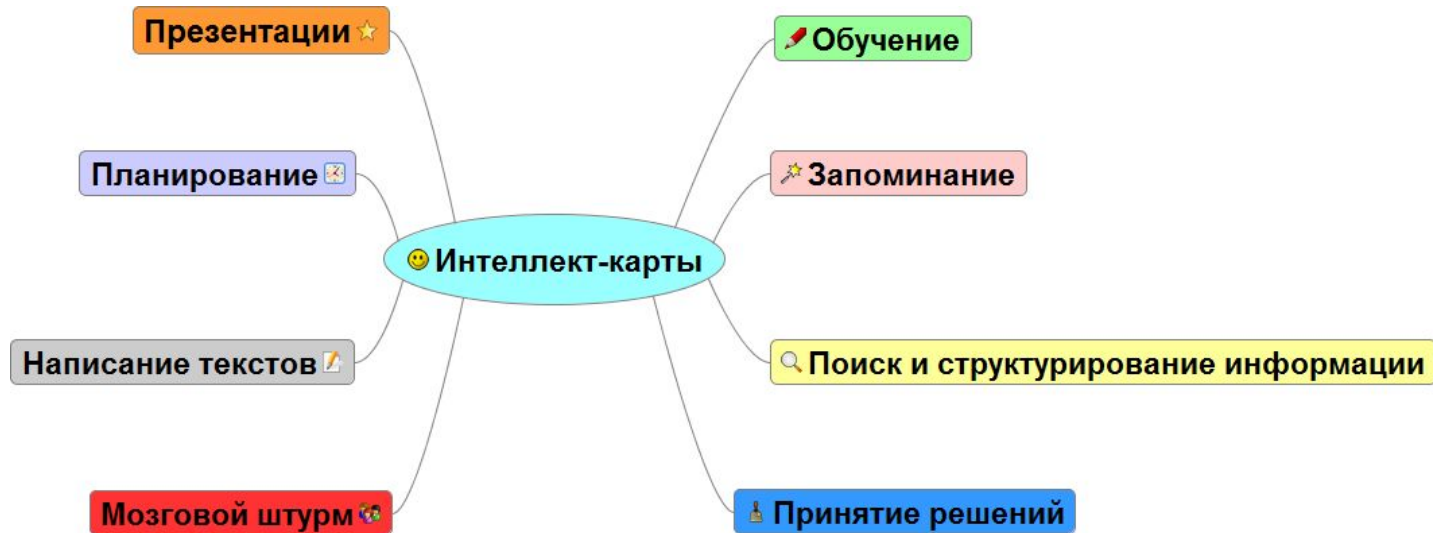 Презентации
Обучение
Планирование
Запоминание
Интеллект-карты
Написание текстов
Поиск и структурирование информации
Мозговой штурм
Принятие решений